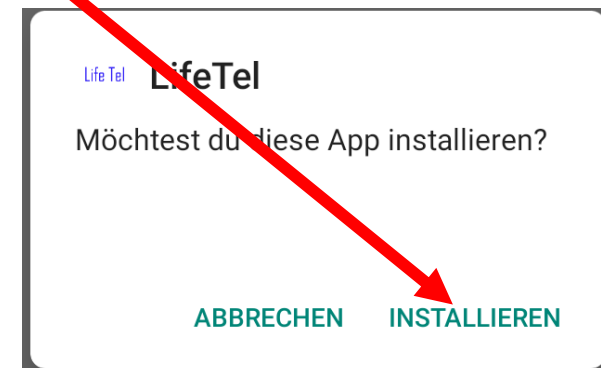 Life Tel LifeTel
Möchtest du diese App installieren?
ABBRECHEN INSTALLIEREN